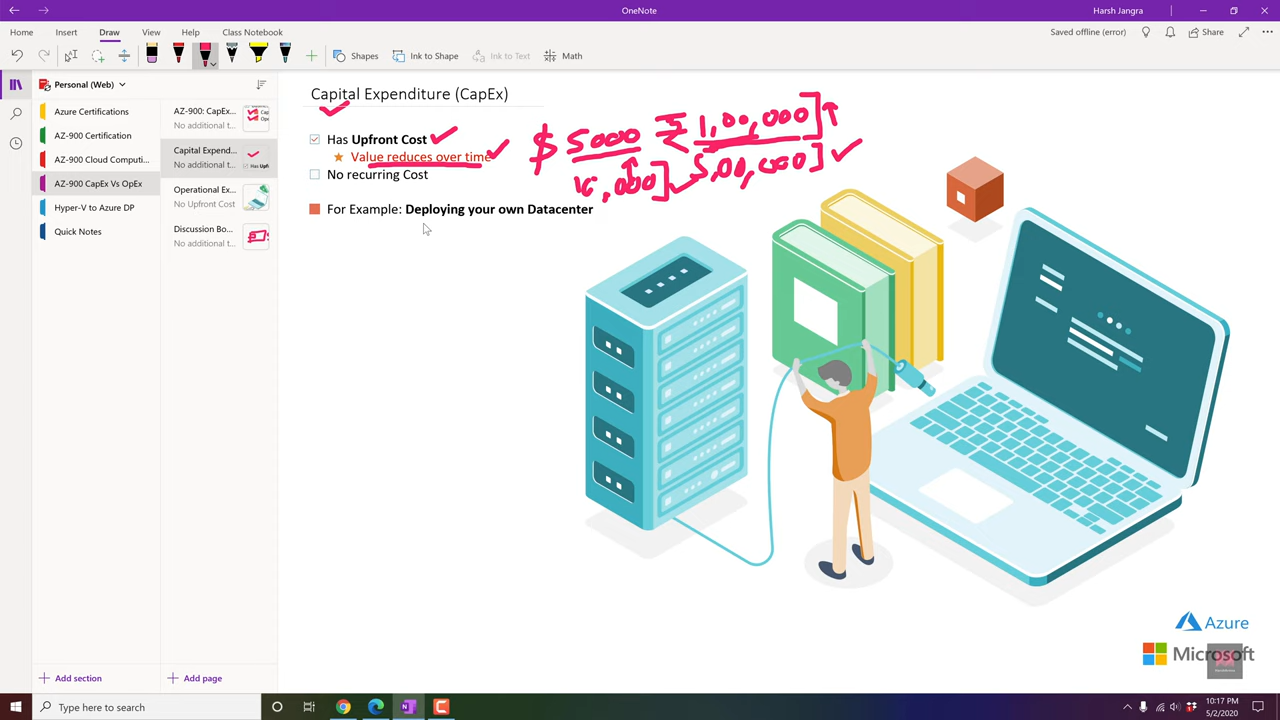 OneNote
Harsh Jangra
Home Insert Draw View Help Class Notebook
Saved offline (error) Share
Shapes Ink to Shape Ink to Text Math
Personal (Web)
Azure Certifications
AZ-900 Certification
AZ-900 Cloud Computi...
AZ-900 CapEx Vs OpEx
Hyper-V to Azure DP
Quick Notes
AZ-900: CapEx...
No additional t...
Capital Expend...
No additional t...
Operational Ex...
No Upfront Cost
Discussion Bo...
No additional t...
Capital Expenditure (CapEx)
Has Upfront Cost
Value reduces over time
No recurring Cost
For Example: Deploying your own Datacenter
$ 5000 ₹ 1,00,000]
5,00,000]
Azure
Microsoft
Add section
Add page
Type here to search
10:17 PM
5/2/2020